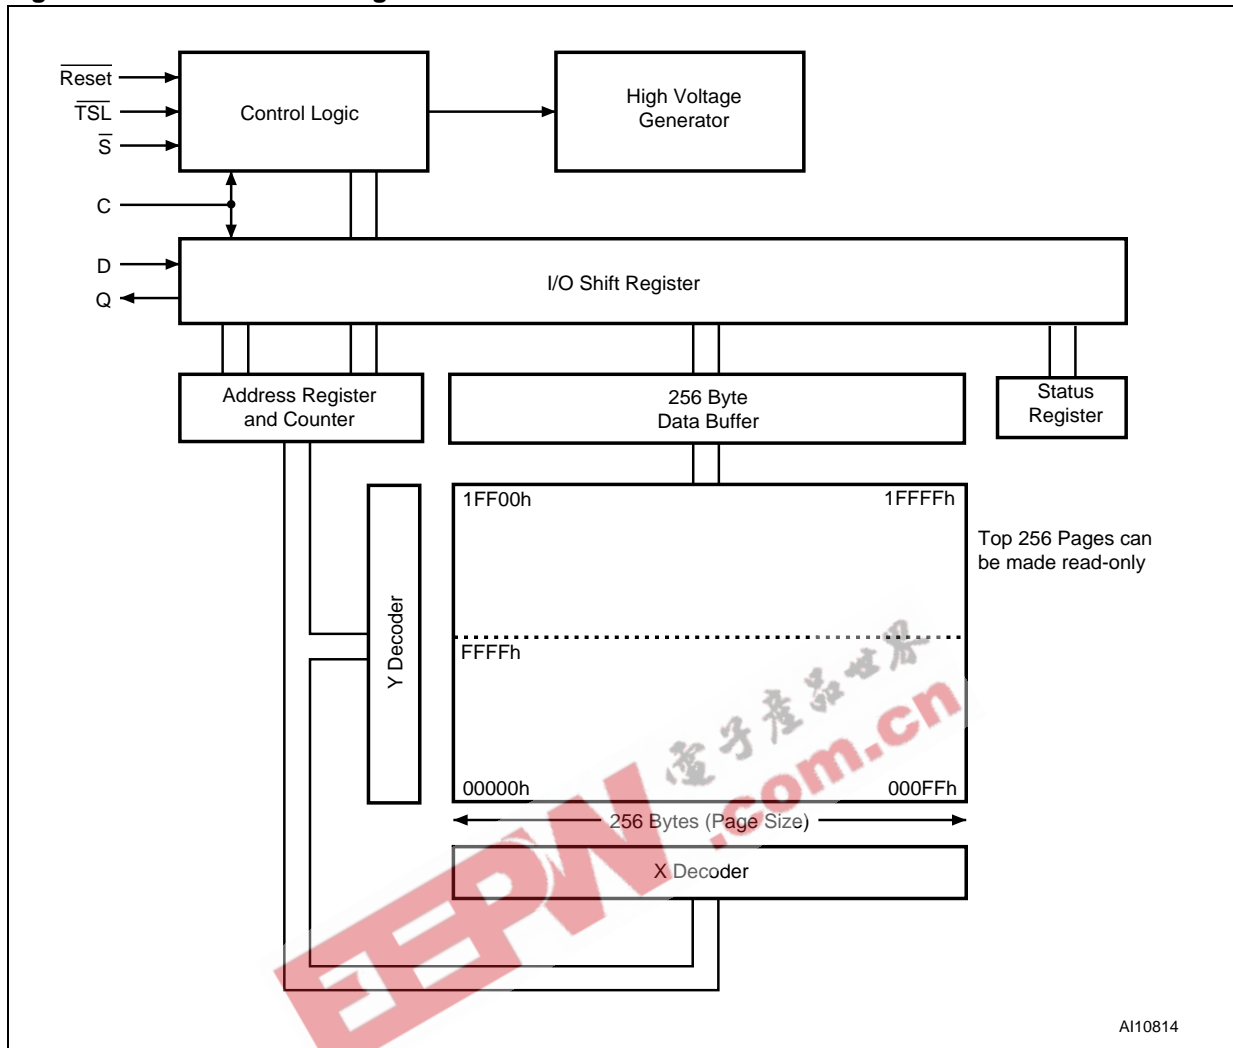 Reset
TSL
S
C
D
Q
Control Logic
High Voltage
Generator
I/O Shift Register
Address Register
and Counter
256 Byte
Data Buffer
Status
Register
1FF00h
1FFFFh
Top 256 Pages can
be made read-only
Y Decoder
FFFFh
00000h
000FFh
256 Bytes (Page Size)
X Decoder
EEPW
.com.cn
電子產品世界
AI10814